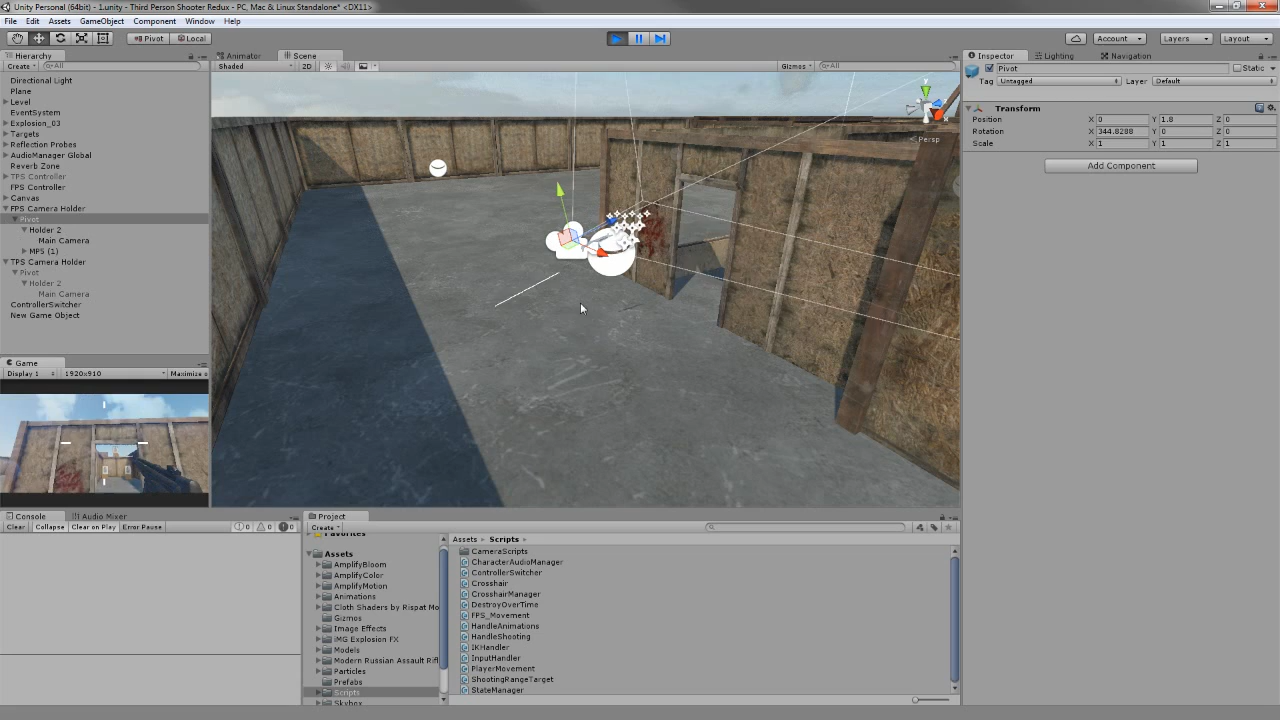 Unity Personal (64bit) - 1.unity - Third Person Shooter Redux - PC, Mac & Linux Standalone* <DX11>
File Edit Assets GameObject Component Window Help
Pivot Local Account Layers Layout
Hierarchy
Create All
Directional Light
Plane
Level
EventSystem
Explosion_03
Targets
Reflection Probes
AudioManager Global
Reverb Zone
TPS Controller
FPS Controller
Canvas
FPS Camera Holder
Pivot
Holder 2
Main Camera
MP5 (1)
TPS Camera Holder
Pivot
Holder 2
Main Camera
ControllerSwitcher
New Game Object
Animator Scene
Shaded 2D Gizmos All
y
Persp
Inspector Lighting Navigation
Pivot Static
Tag Untagged Layer Default
Transform
Position X 0 Y 1.8 Z 0
Rotation X 344.8288 Y 0 Z 0
Scale X 1 Y 1 Z 1
Add Component
Game
Display 1 1920x910 Maximize
Console Audio Mixer
Clear Collapse Clear on Play Error Pause 0 0 0
Project
Create
Favorites
Assets
AmplifyBloom
AmplifyColor
AmplifyMotion
Animations
Cloth Shaders by Rispat Mo
Gizmos
Image Effects
iMG Explosion FX
Models
Modern Russian Assault Rifl
Particles
Prefabs
Scripts
Skybox
Assets Scripts
CameraScripts
CharacterAudioManager
ControllerSwitcher
Crosshair
CrosshairManager
DestroyOverTime
FPS_Movement
HandleAnimations
HandleShooting
IKHandler
InputHandler
PlayerMovement
ShootingRangeTarget
StateManager